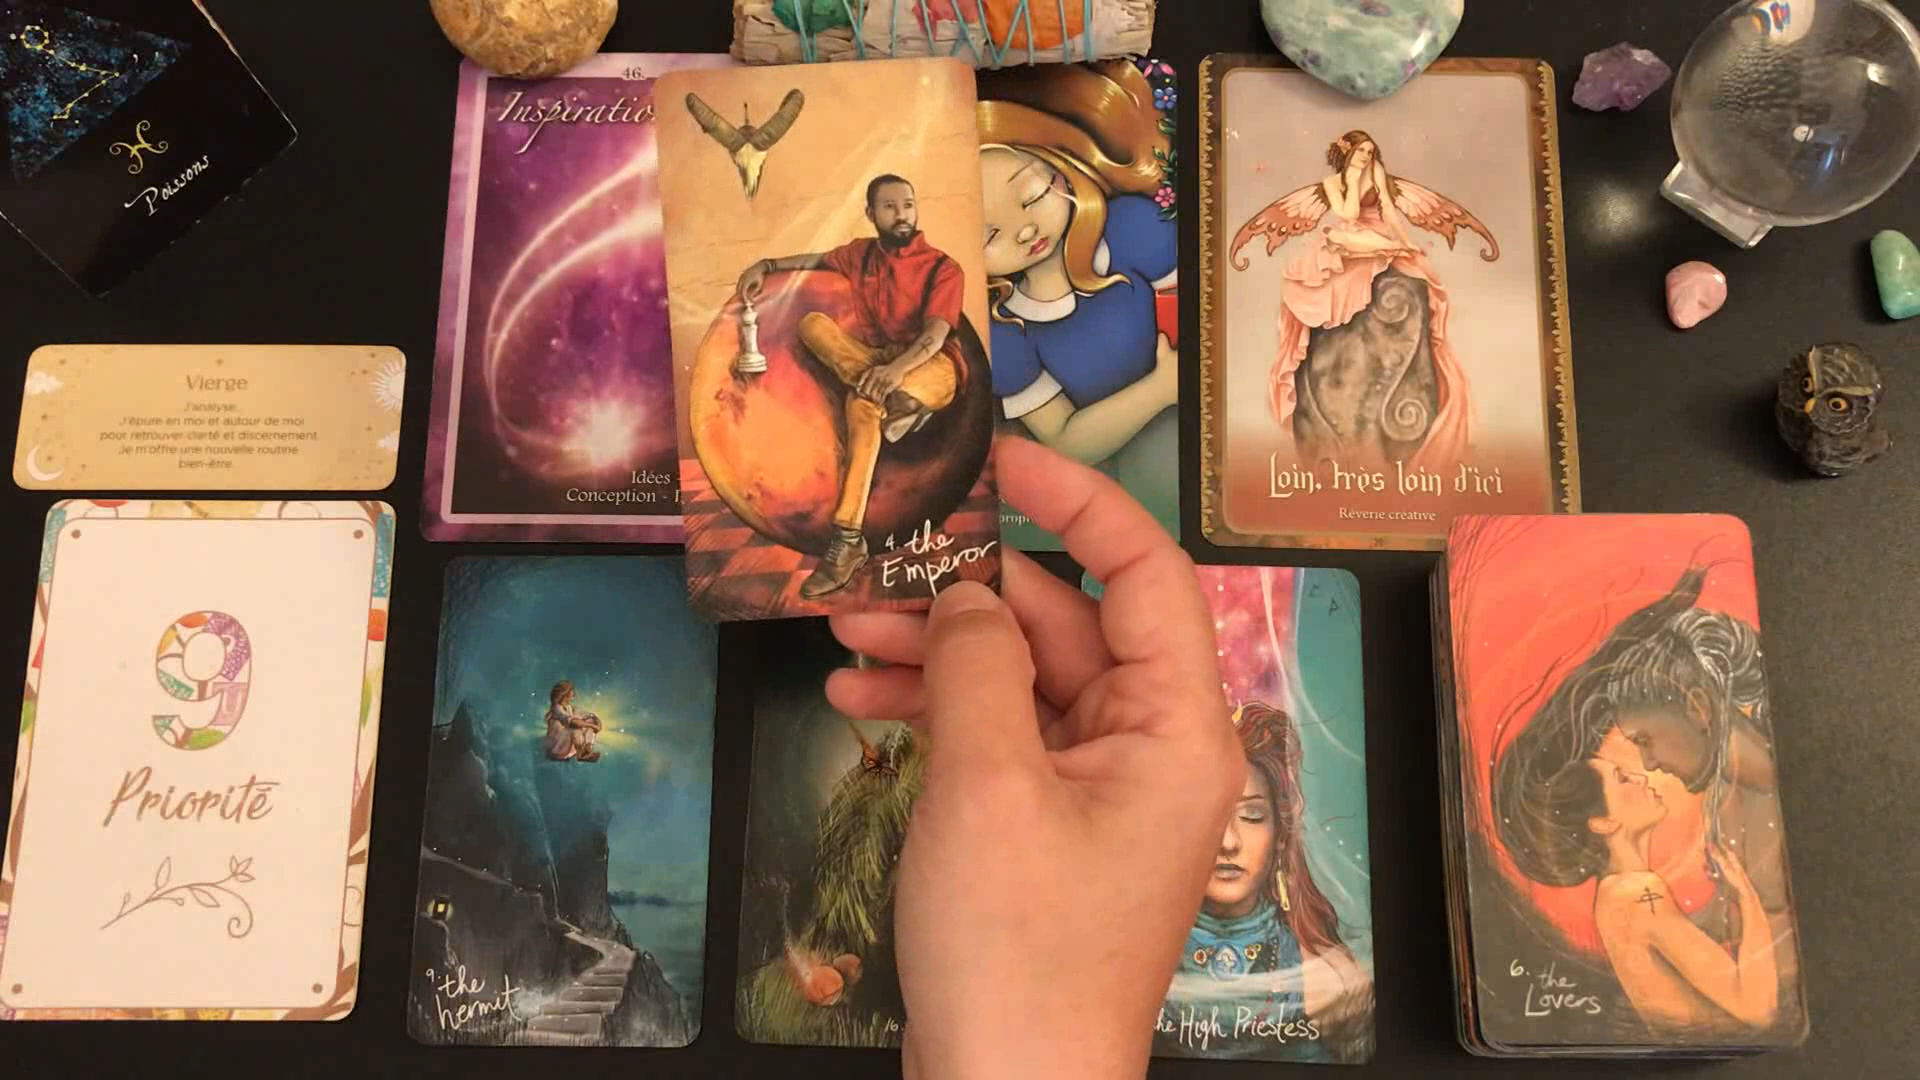 Poissons
46.
Inspiratio
Idées -
Conception -
4. the
Emperor
Loin, très loin d'ici
Rêverie créative
20
Vierge
J'analyse,
J'épure en moi et autour de moi
pour retrouver clarté et discernement.
Je m'offre une nouvelle routine
bien-être.
9
Priorité
9. the
hermit
16.
the High Priestess
6. the
Lovers